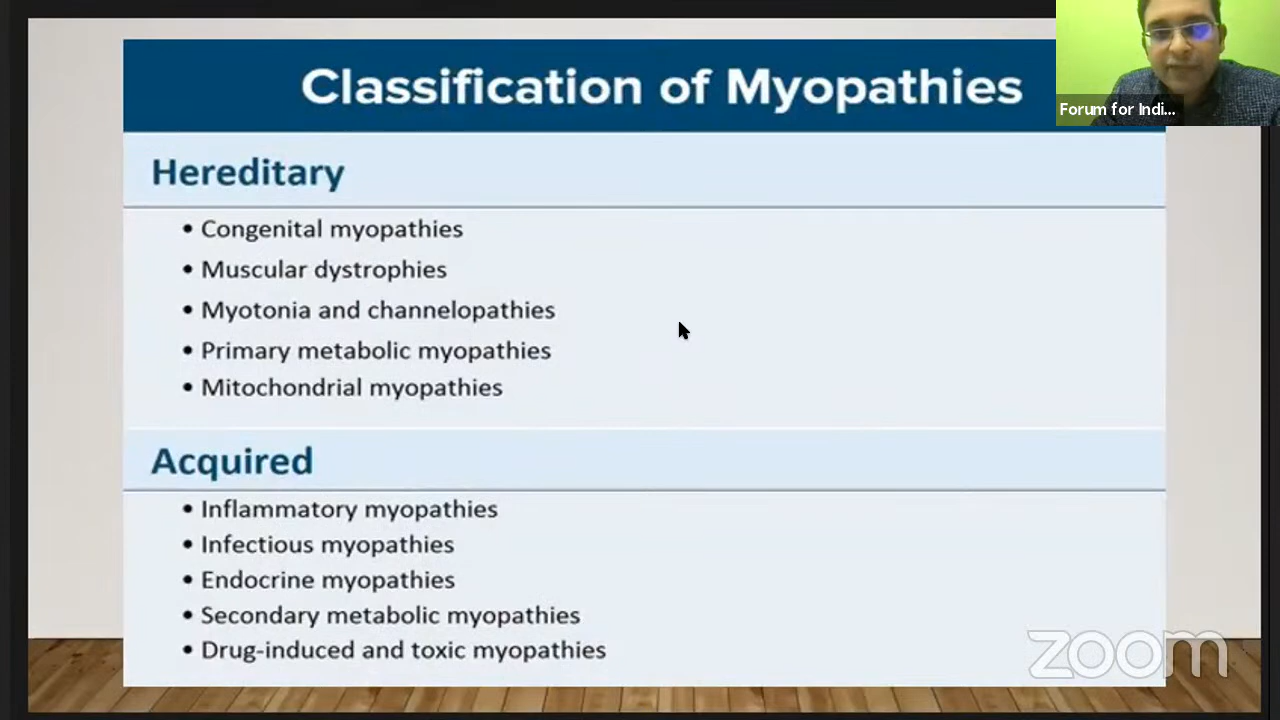 Classification of Myopathies
Forum for Indi...
Hereditary
• Congenital myopathies
• Muscular dystrophies
• Myotonia and channelopathies
• Primary metabolic myopathies
• Mitochondrial myopathies
Acquired
• Inflammatory myopathies
• Infectious myopathies
• Endocrine myopathies
• Secondary metabolic myopathies
• Drug-induced and toxic myopathies
zoom